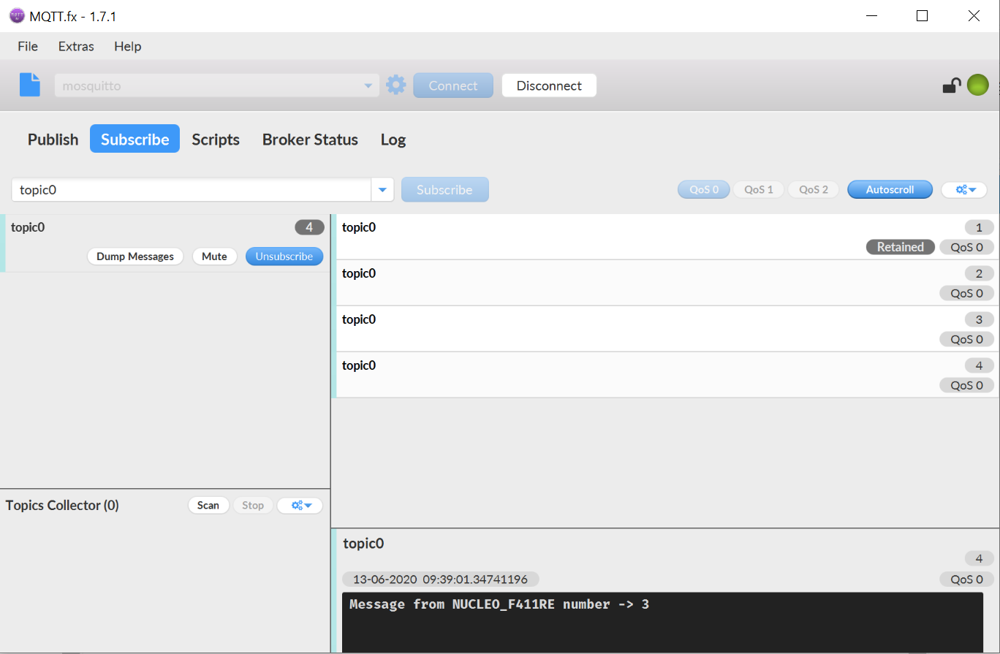 MQTT.fx - 1.7.1
File Extras Help
mosquitto Connect Disconnect
Publish Subscribe Scripts Broker Status Log
topic0 Subscribe QoS 0 QoS 1 QoS 2 Autoscroll
topic0 4
Dump Messages Mute Unsubscribe
topic0 1
Retained QoS 0
topic0 2
QoS 0
topic0 3
QoS 0
topic0 4
QoS 0
Topics Collector (0) Scan Stop
topic0
4
13-06-2020 09:39:01.34741196 QoS 0
Message from NUCLEO_F411RE number -> 3